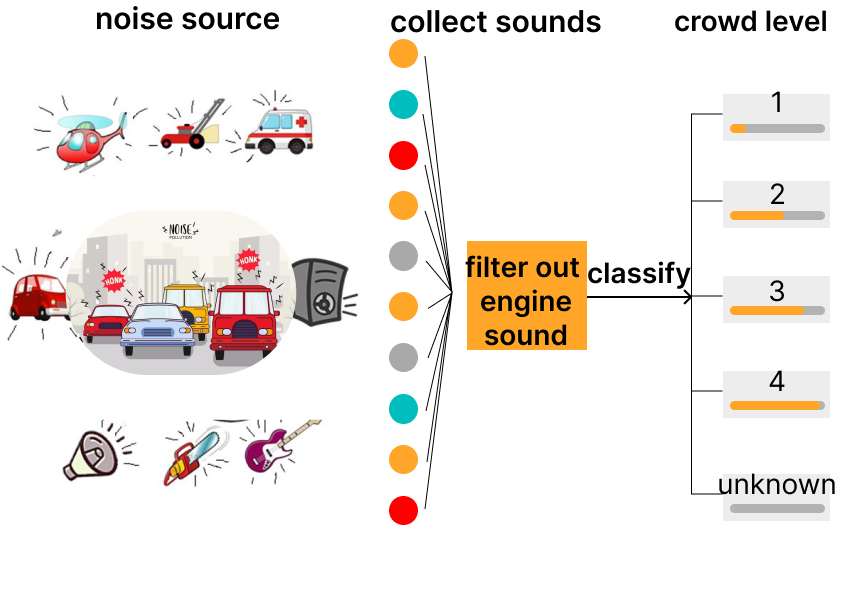 noise source
collect sounds
crowd level
NOISE
POLLUTION
HONK
HONK
filter out
engine
sound
classify
1
2
3
4
unknown